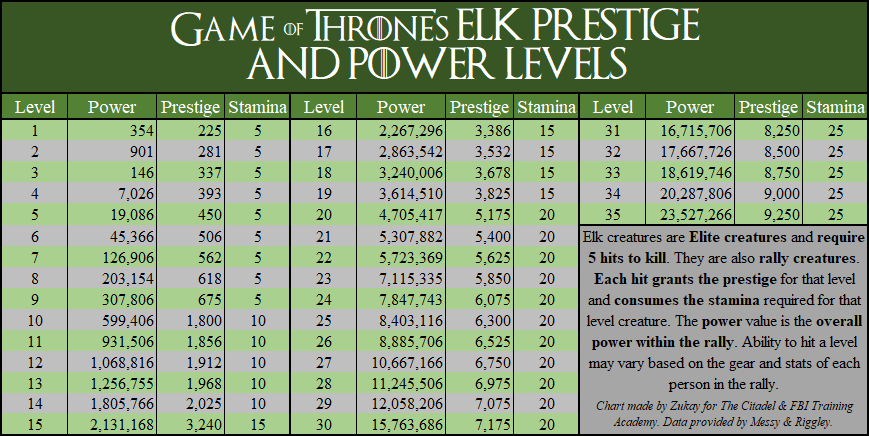 GAME OF THRONES ELK PRESTIGE
AND POWER LEVELS
Level Power Prestige Stamina Level Power Prestige Stamina Level Power Prestige Stamina
1 354 225 5 16 2,267,296 3,386 15 31 16,715,706 8,250 25
2 901 281 5 17 2,863,542 3,532 15 32 17,667,726 8,500 25
3 146 337 5 18 3,240,006 3,678 15 33 18,619,746 8,750 25
4 7,026 393 5 19 3,614,510 3,825 15 34 20,287,806 9,000 25
5 19,086 450 5 20 4,705,417 5,175 20 35 23,527,266 9,250 25
6 45,366 506 5 21 5,307,882 5,400 20
7 126,906 562 5 22 5,723,369 5,625 20
8 203,154 618 5 23 7,115,335 5,850 20
9 307,806 675 5 24 7,847,743 6,075 20
10 599,406 1,800 10 25 8,403,116 6,300 20
11 931,506 1,856 10 26 8,885,706 6,525 20
12 1,068,816 1,912 10 27 10,667,166 6,750 20
13 1,256,755 1,968 10 28 11,245,506 6,975 20
14 1,805,766 2,025 10 29 12,058,206 7,075 20
15 2,131,168 3,240 15 30 15,763,686 7,175 20
Elk creatures are Elite creatures and require
5 hits to kill. They are also rally creatures.
Each hit grants the prestige for that level
and consumes the stamina required for that
level creature. The power value is the overall
power within the rally. Ability to hit a level
may vary based on the gear and stats of each
person in the rally.
Chart made by Zukay for The Citadel & FBI Training
Academy. Data provided by Messy & Riggley.